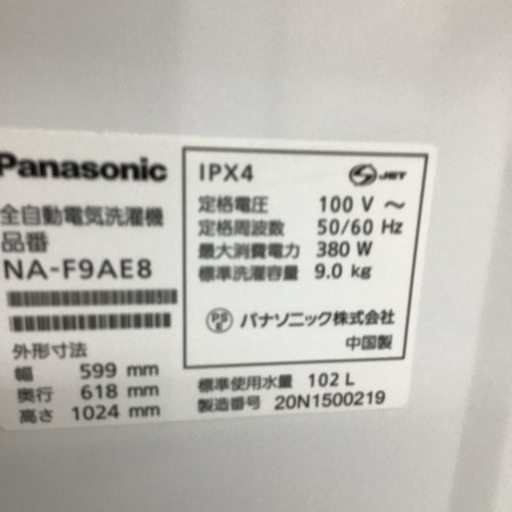 Panasonic
全自動電気洗濯機
品番
NA-F9AE8
外形寸法
幅 599 mm
奥行 618 mm
高さ 1024 mm
IPX4
JET
定格電圧 100 V ～
定格周波数 50/60 Hz
最大消費電力 380 W
標準洗濯容量 9.0 kg
PS E パナソニック株式会社
中国製
標準使用水量 102 L
製造番号 20N1500219